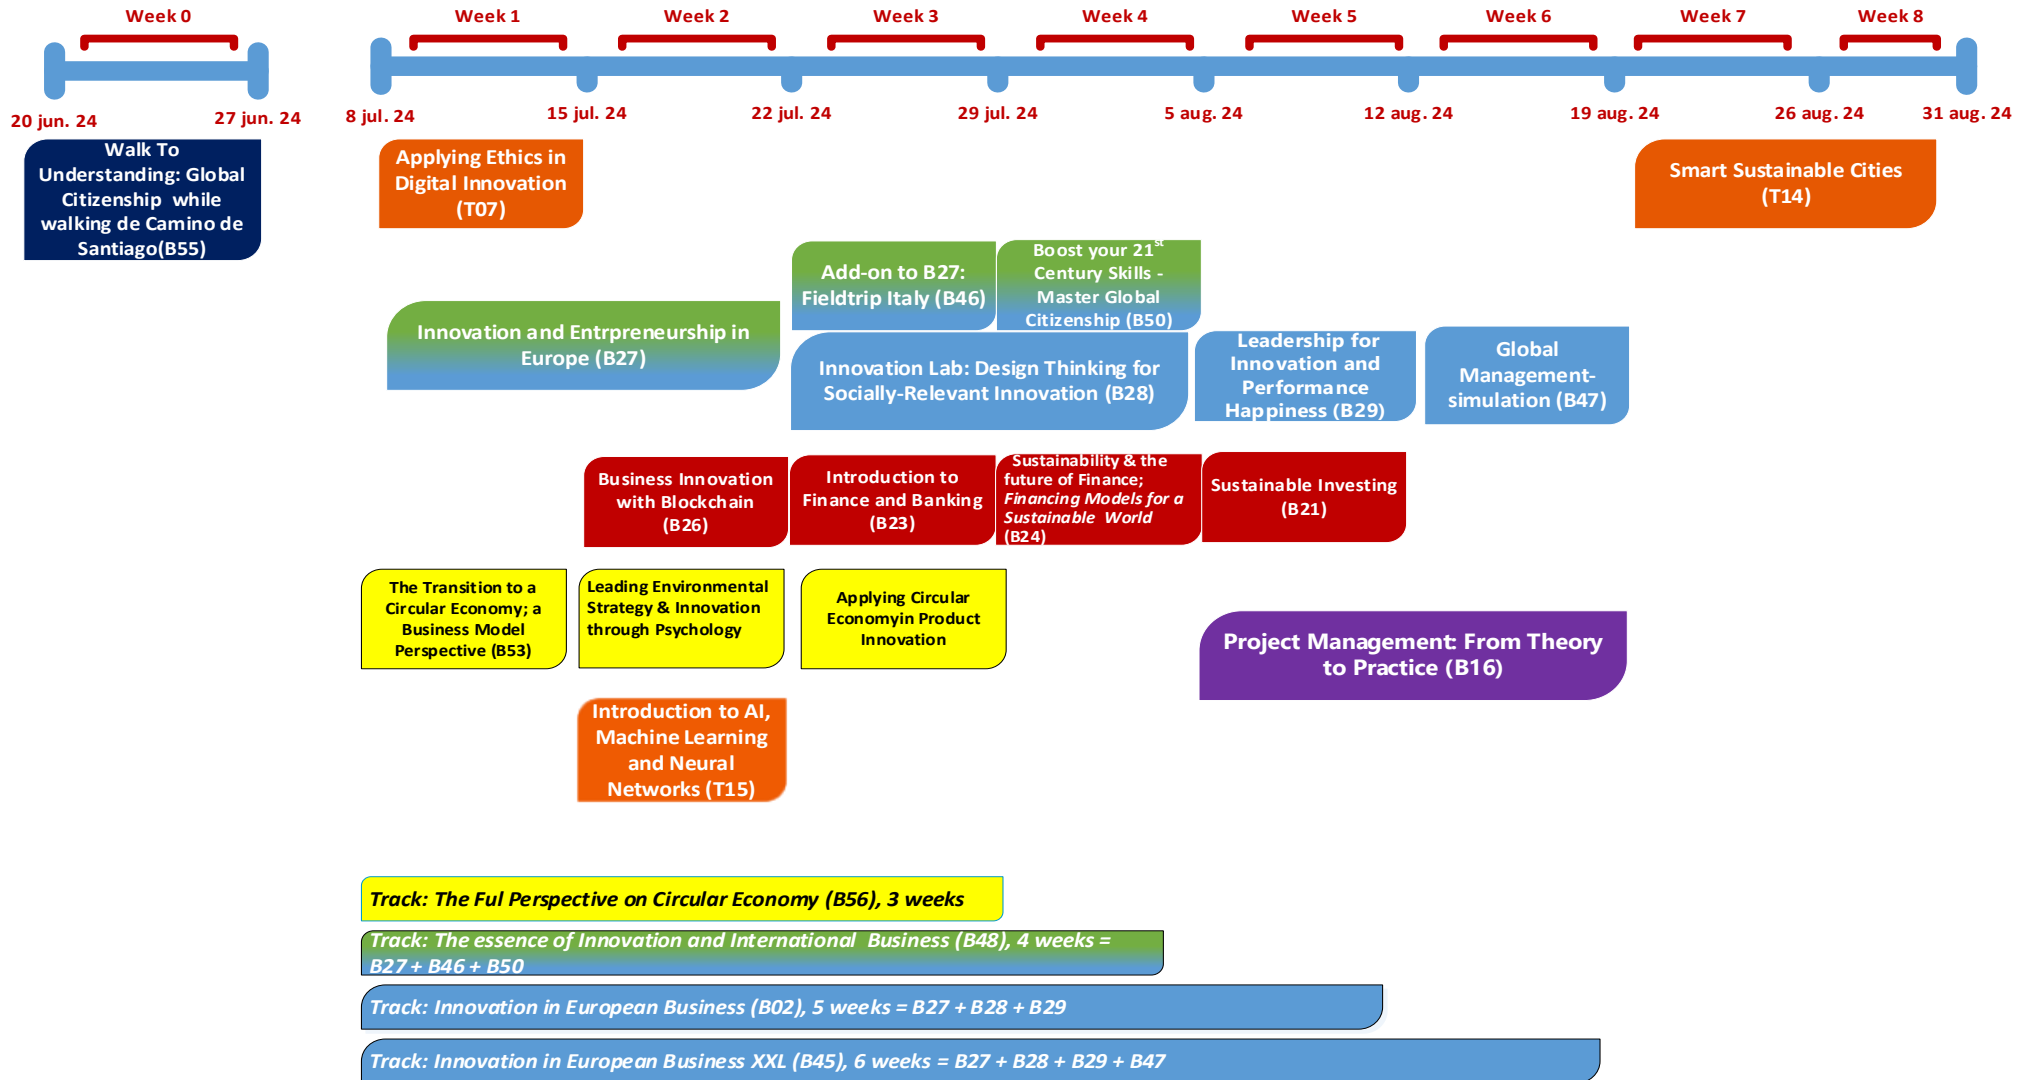 Week 0
Week 1
Week 2
Week 3
Week 4
Week 5
Week 6
Week 7
Week 8
20 jun. 24
27 jun. 24
8 jul. 24
15 jul. 24
22 jul. 24
29 jul. 24
5 aug. 24
12 aug. 24
19 aug. 24
26 aug. 24
31 aug. 24
Walk To
Understanding: Global
Citizenship while
walking de Camino de
Santiago(B55)
Applying Ethics in
Digital Innovation
(T07)
Smart Sustainable Cities
(T14)
Innovation and Entrpreneurship in
Europe (B27)
Add-on to B27:
Fieldtrip Italy (B46)
Boost your 21st
Century Skills -
Master Global
Citizenship (B50)
Innovation Lab: Design Thinking for
Socially-Relevant Innovation (B28)
Leadership for
Innovation and
Performance
Happiness (B29)
Global
Management-
simulation (B47)
Business Innovation
with Blockchain
(B26)
Introduction to
Finance and Banking
(B23)
Sustainability & the
future of Finance;
Financing Models for a
Sustainable World
(B24)
Sustainable Investing
(B21)
The Transition to a
Circular Economy; a
Business Model
Perspective (B53)
Leading Environmental
Strategy & Innovation
through Psychology
Applying Circular
Economyin Product
Innovation
Project Management: From Theory
to Practice (B16)
Introduction to AI,
Machine Learning
and Neural
Networks (T15)
Track: The Ful Perspective on Circular Economy (B56), 3 weeks
Track: The essence of Innovation and International Business (B48), 4 weeks =
B27 + B46 + B50
Track: Innovation in European Business (B02), 5 weeks = B27 + B28 + B29
Track: Innovation in European Business XXL (B45), 6 weeks = B27 + B28 + B29 + B47